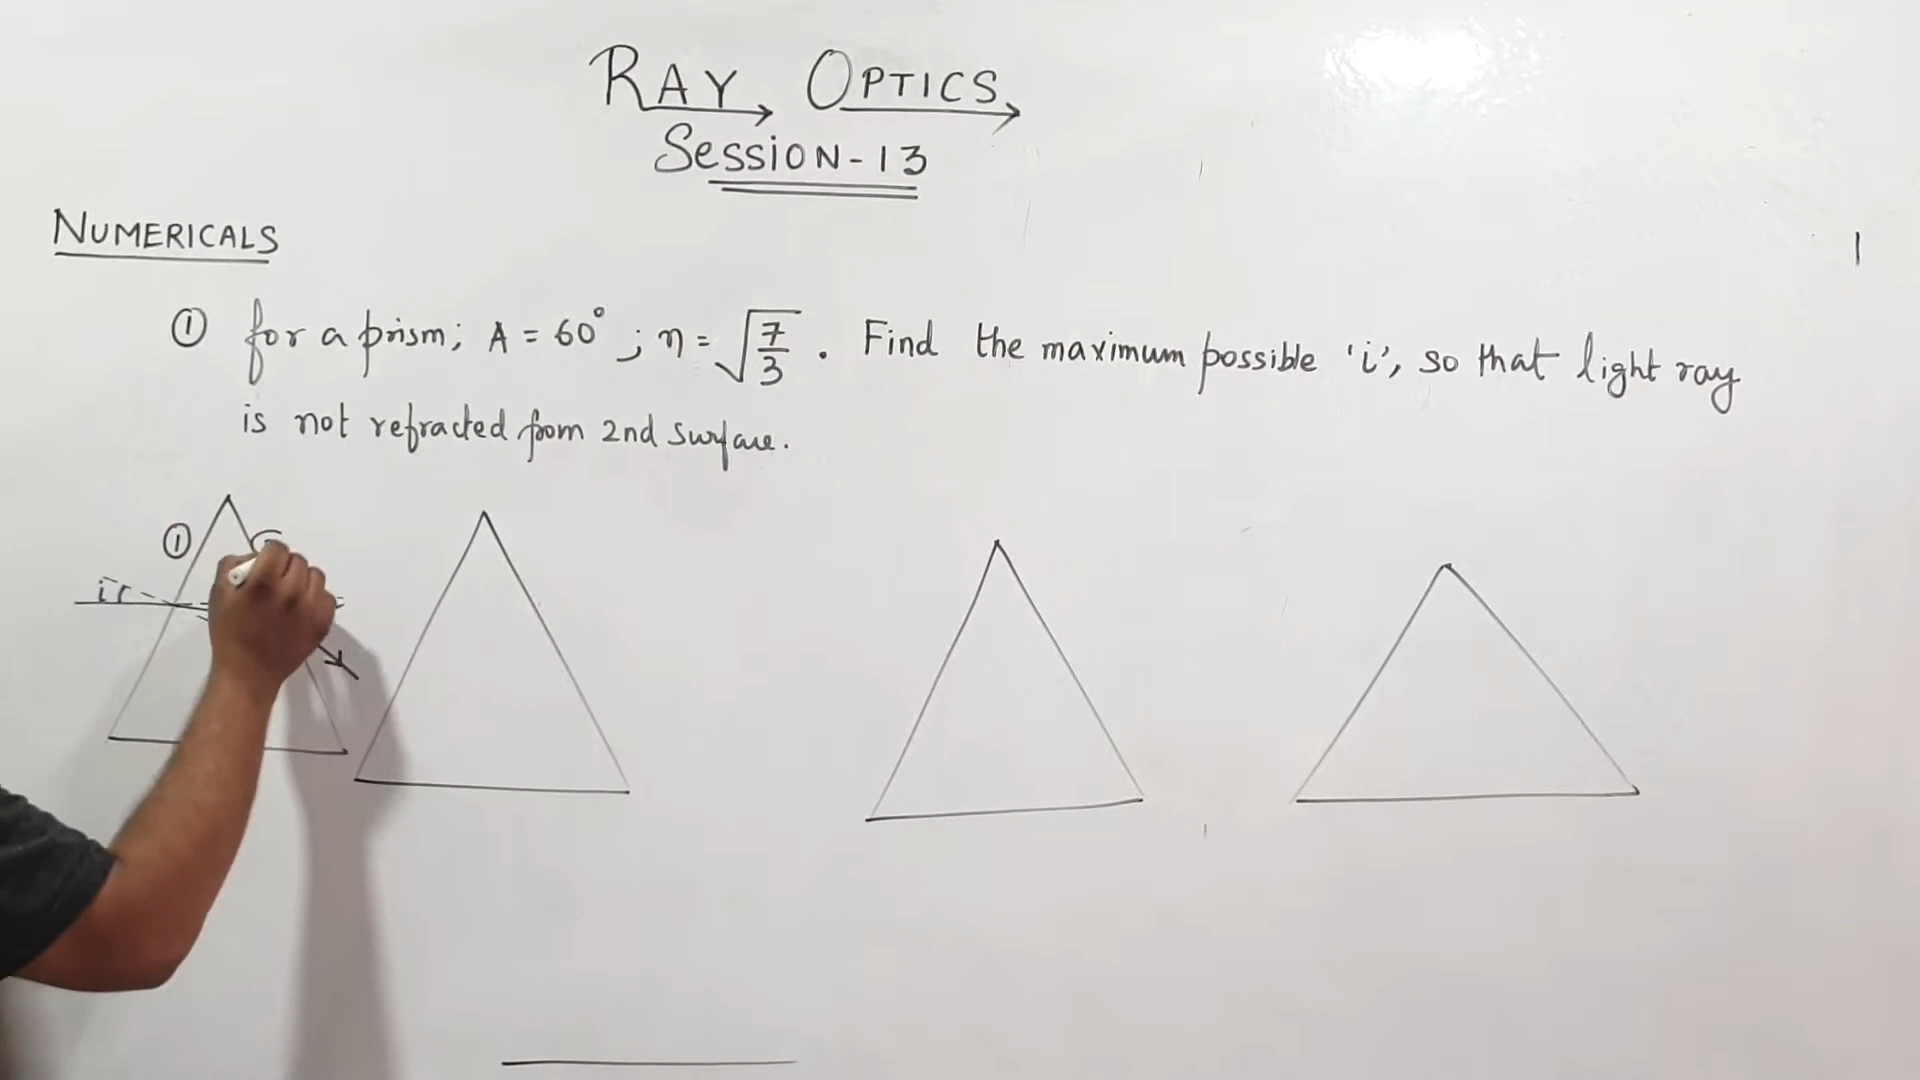 RAY OPTICS
SESSION-13
NUMERICALS
① for a prism; A = 60° ; η = √(7/3) . Find the maximum possible 'i', so that light ray
is not refracted from 2nd surface.
①
i r
1